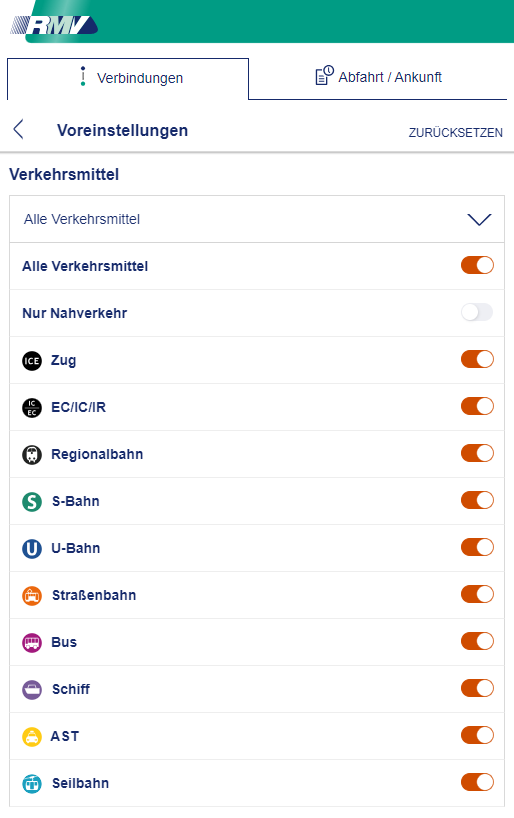 RMV
Verbindungen
Abfahrt / Ankunft
Voreinstellungen
ZURÜCKSETZEN
Verkehrsmittel
Alle Verkehrsmittel
Alle Verkehrsmittel
Nur Nahverkehr
ICE Zug
IC EC EC/IC/IR
Regionalbahn
S S-Bahn
U U-Bahn
Straßenbahn
Bus
Schiff
AST
Seilbahn